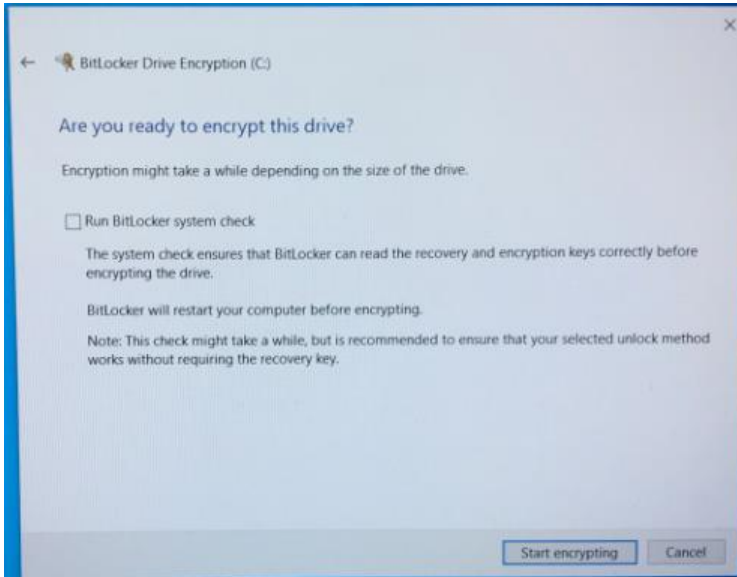 BitLocker Drive Encryption (C:)
Are you ready to encrypt this drive?
Encryption might take a while depending on the size of the drive.
Run BitLocker system check
The system check ensures that BitLocker can read the recovery and encryption keys correctly before
encrypting the drive.
BitLocker will restart your computer before encrypting.
Note: This check might take a while, but is recommended to ensure that your selected unlock method
works without requiring the recovery key.
Start encrypting
Cancel